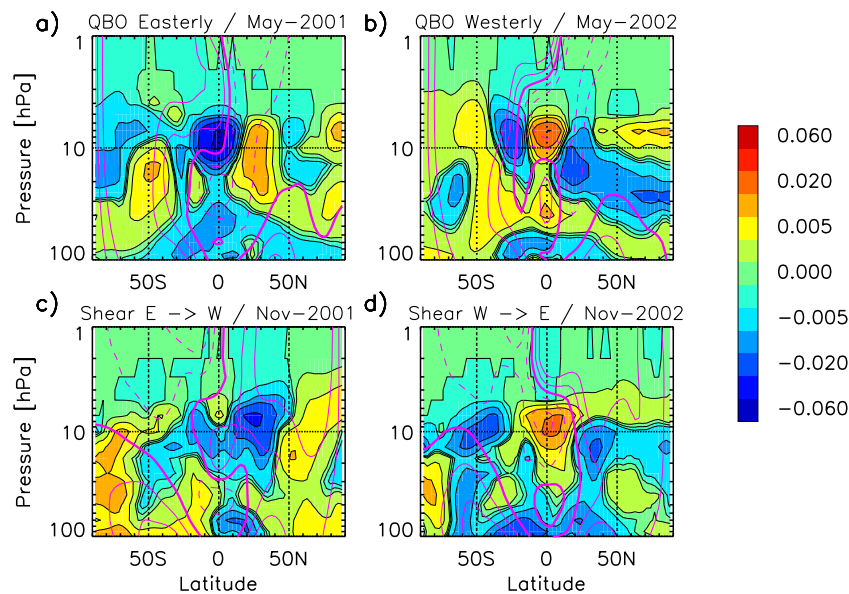 a) QBO Easterly / May-2001
b) QBO Westerly / May-2002
1
10
100
Pressure [hPa]
50S 0 50N
1
10
100
50S 0 50N
c) Shear E -> W / Nov-2001
d) Shear W -> E / Nov-2002
1
10
100
Pressure [hPa]
50S 0 50N
Latitude
1
10
100
50S 0 50N
Latitude
0.060
0.020
0.005
0.000
-0.005
-0.020
-0.060